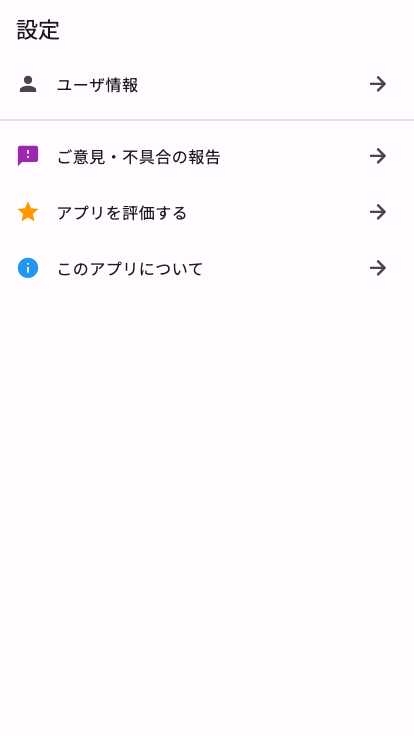 設定
ユーザ情報
ご意見・不具合の報告
アプリを評価する
このアプリについて